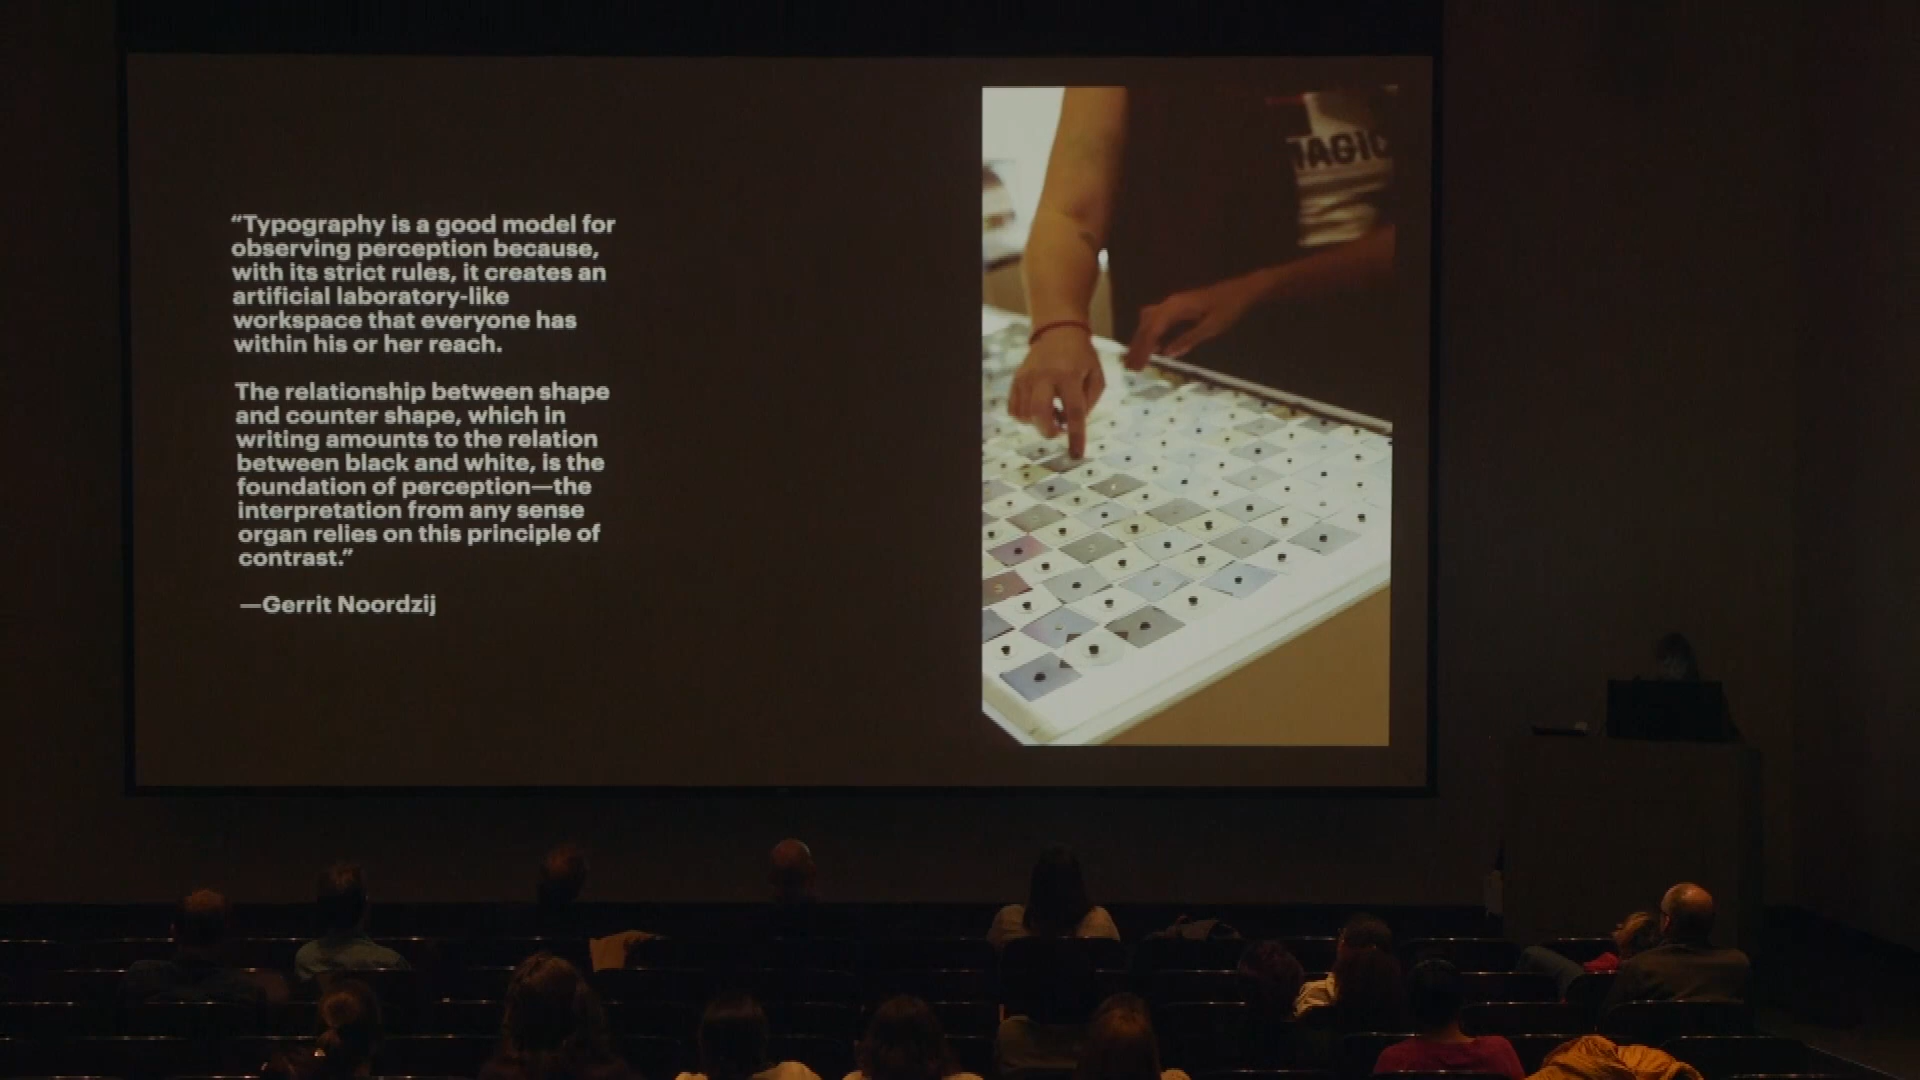 “Typography is a good model for
observing perception because,
with its strict rules, it creates an
artificial laboratory-like
workspace that everyone has
within his or her reach.
The relationship between shape
and counter shape, which in
writing amounts to the relation
between black and white, is the
foundation of perception—the
interpretation from any sense
organ relies on this principle of
contrast.”
—Gerrit Noordzij
MAGIC